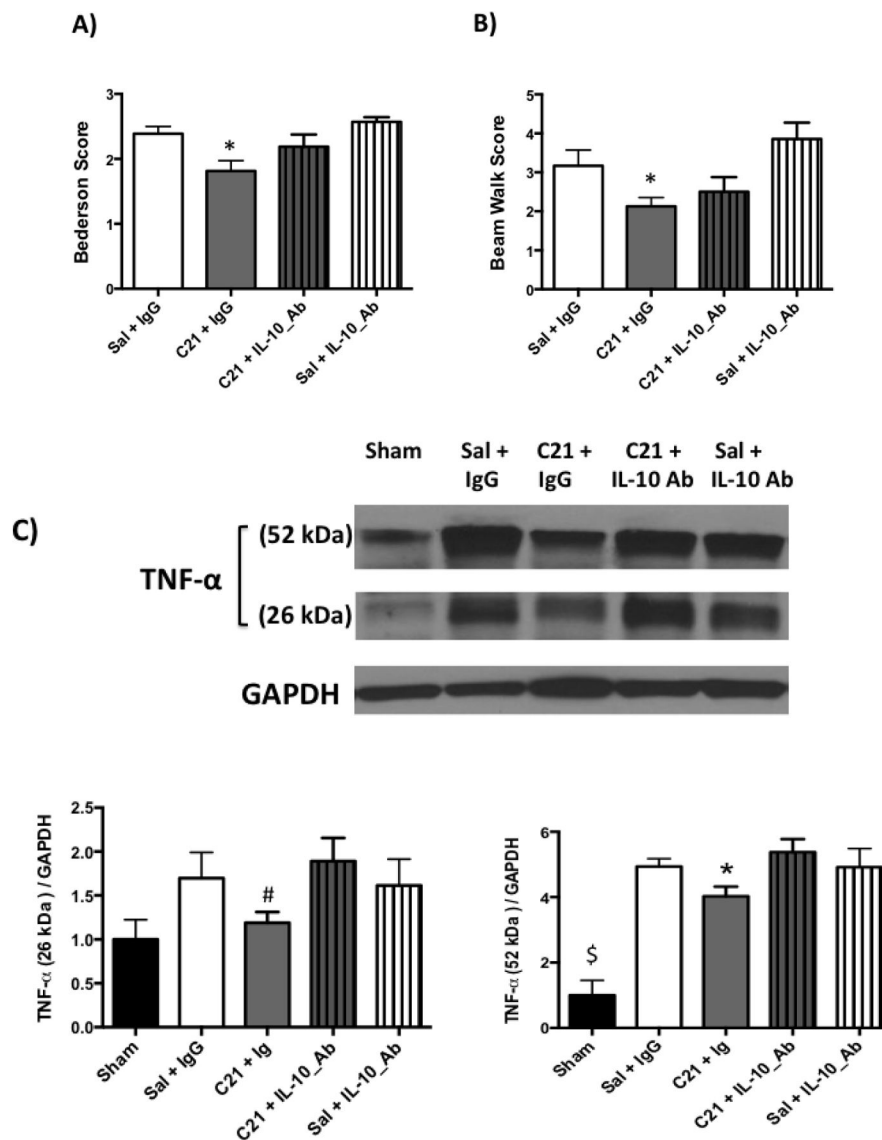 A)
B)
3
2
1
0
Bederson Score
*
Sal + IgG
C21 + IgG
C21 + IL-10_Ab
Sal + IL-10_Ab
5
4
3
2
1
0
Beam Walk Score
*
Sal + IgG
C21 + IgG
C21 + IL-10_Ab
Sal + IL-10_Ab
C)
Sham
Sal +
IgG
C21 +
IgG
C21 +
IL-10 Ab
Sal +
IL-10 Ab
TNF-α
(52 kDa)
(26 kDa)
GAPDH
2.5
2.0
1.5
1.0
0.5
0.0
TNF-α (26 kDa ) / GAPDH
#
Sham
Sal + IgG
C21 + Ig
C21 + IL-10_Ab
Sal + IL-10_Ab
6
4
2
0
TNF-α (52 kDa ) / GAPDH
$
*
Sham
Sal + IgG
C21 + Ig
C21 + IL-10_Ab
Sal + IL-10_Ab